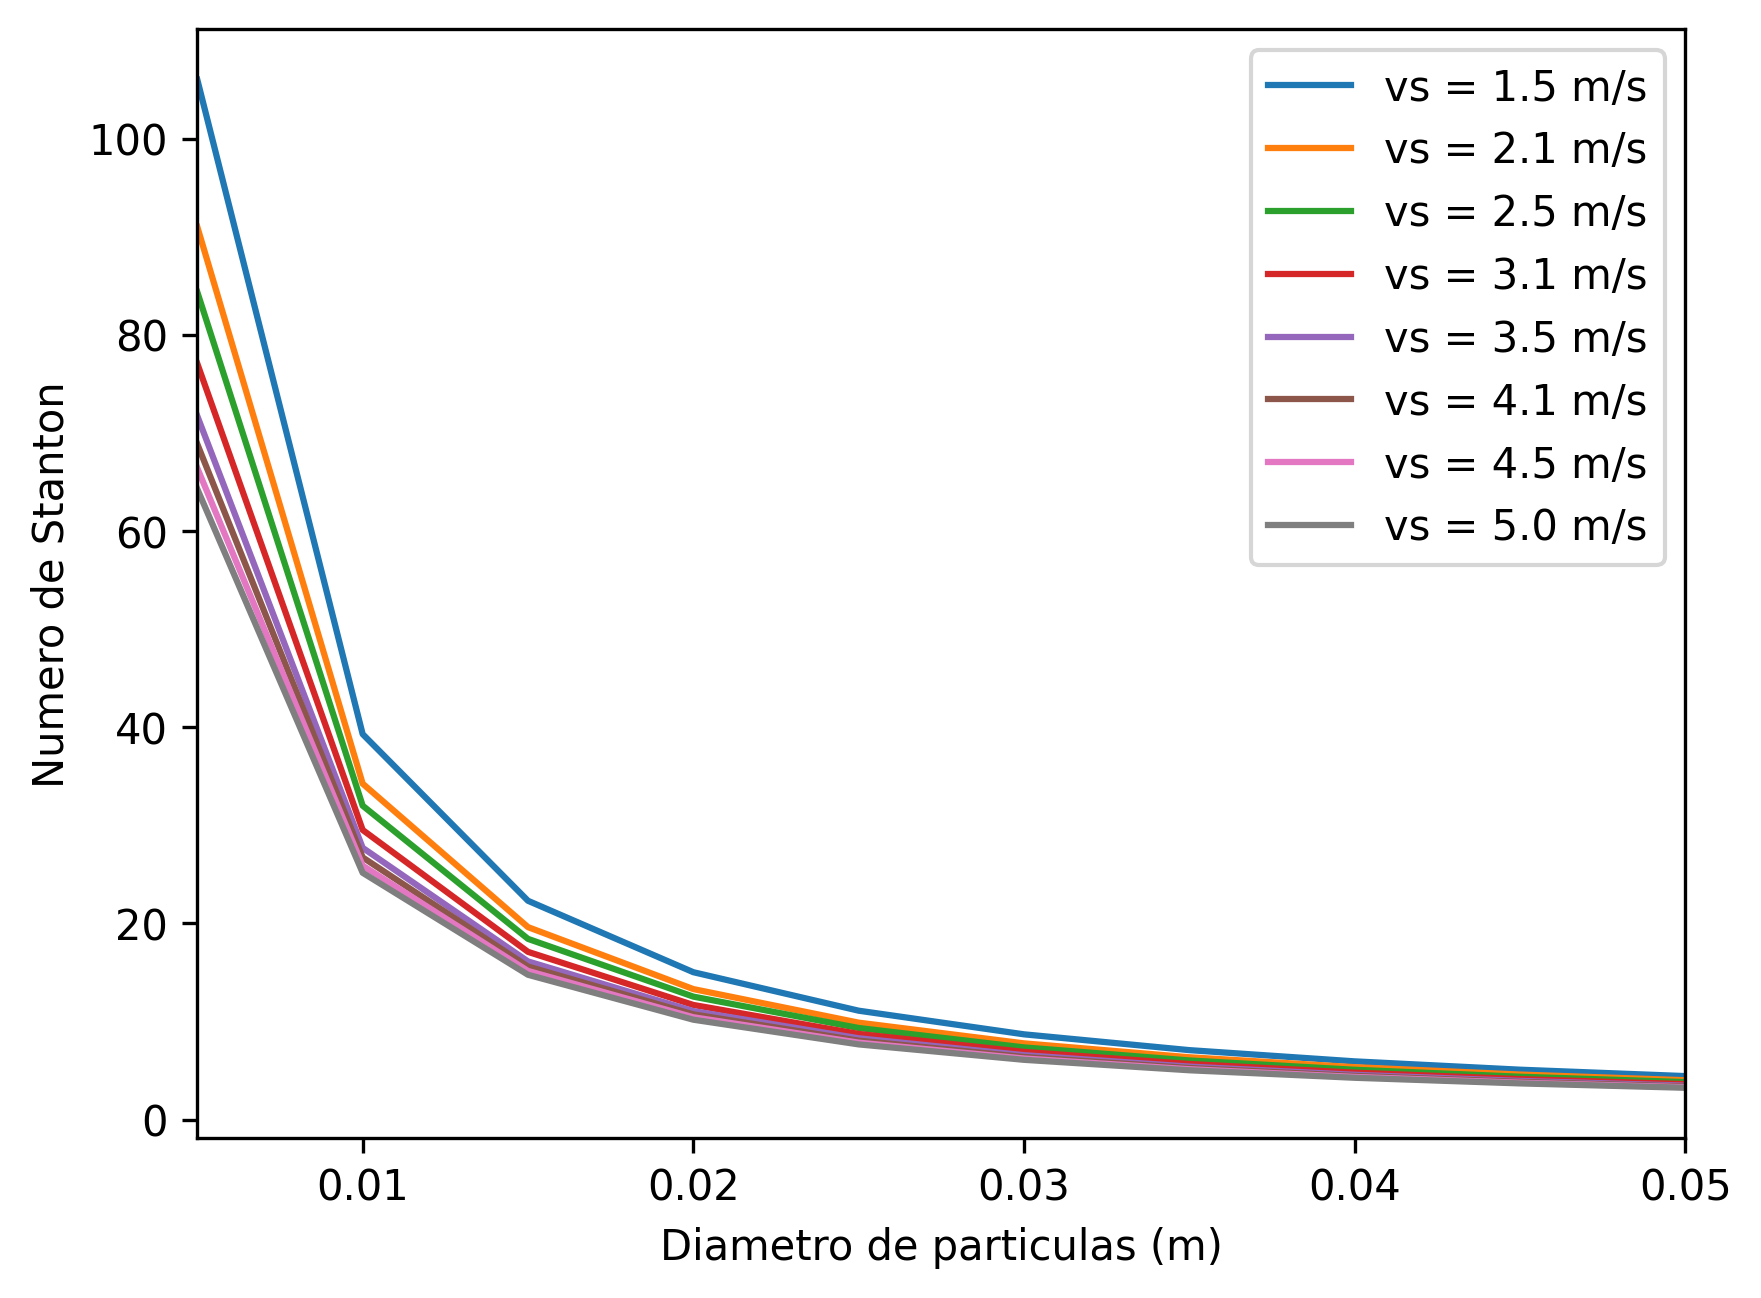 Numero de Stanton
100
80
60
40
20
0
vs = 1.5 m/s
vs = 2.1 m/s
vs = 2.5 m/s
vs = 3.1 m/s
vs = 3.5 m/s
vs = 4.1 m/s
vs = 4.5 m/s
vs = 5.0 m/s
0.01 0.02 0.03 0.04 0.05
Diametro de particulas (m)